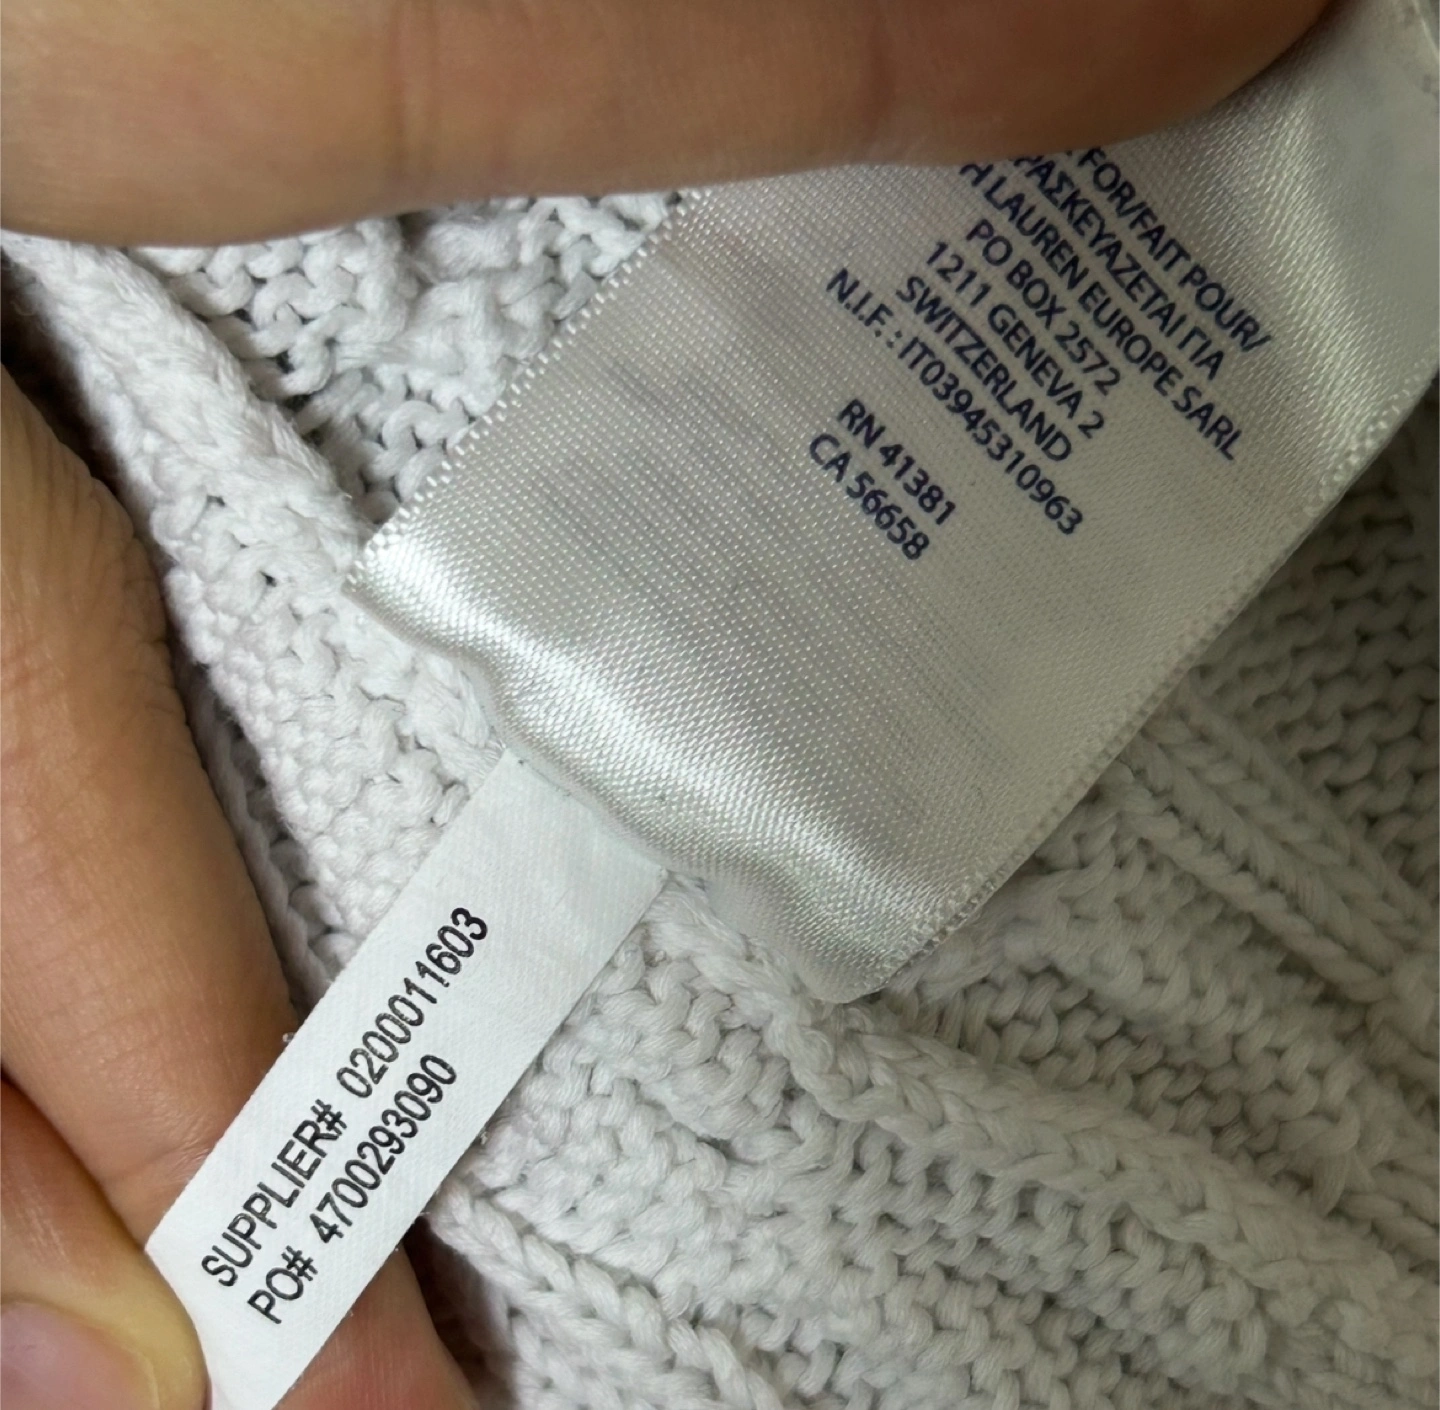 FOR/FAIT POUR/
ΡΑΣΚΕΥΑΖΕΤΑΙ ΓΙΑ
H LAUREN EUROPE SARL
PO BOX 2572
1211 GENEVA 2
SWITZERLAND
N.I.F. : IT03945310963
RN 41381
CA 56658
SUPPLIER# 0200011603
PO# 4700293090